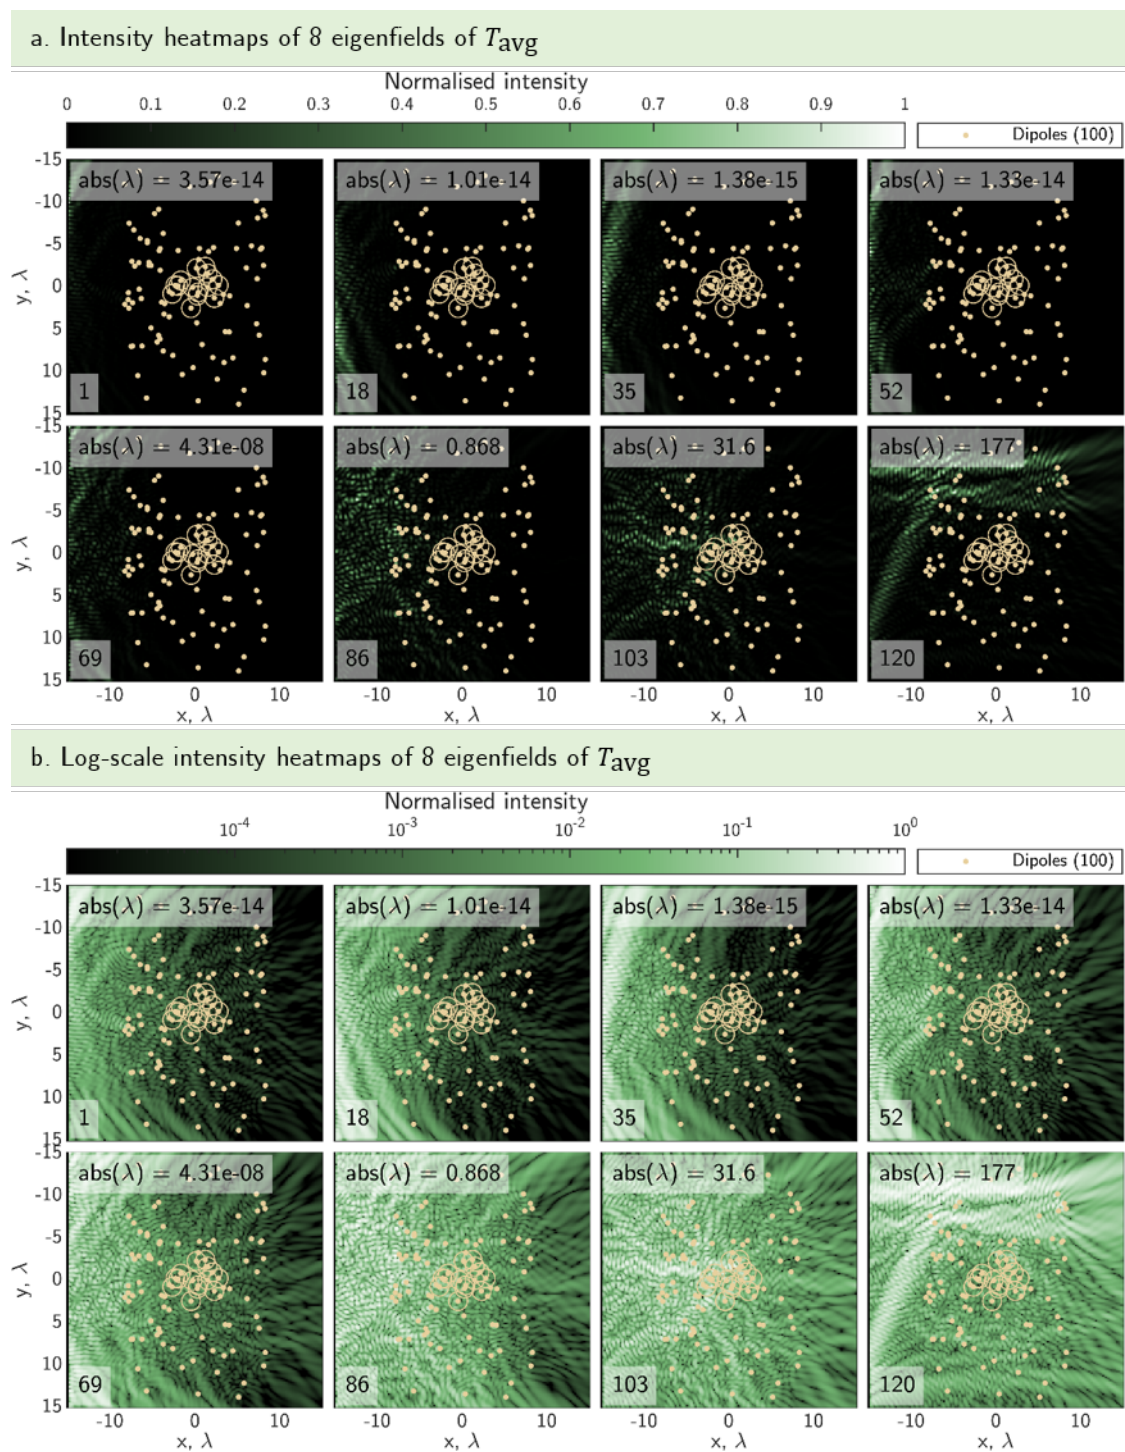 a. Intensity heatmaps of 8 eigenfields of Tavg
Normalised intensity
0 0.1 0.2 0.3 0.4 0.5 0.6 0.7 0.8 0.9 1
Dipoles (100)
-15
-10
-5
0
5
10
15
y, λ
abs(λ) = 3.57e-14
1
abs(λ) = 1.01e-14
18
abs(λ) = 1.38e-15
35
abs(λ) = 1.33e-14
52
-15
-10
-5
0
5
10
15
y, λ
abs(λ) = 4.31e-08
69
abs(λ) = 0.868
86
abs(λ) = 31.6
103
abs(λ) = 177
120
-10 0 10
-10 0 10
-10 0 10
-10 0 10
x, λ
x, λ
x, λ
x, λ
b. Log-scale intensity heatmaps of 8 eigenfields of Tavg
Normalised intensity
10-4 10-3 10-2 10-1 100
Dipoles (100)
-15
-10
-5
0
5
10
15
y, λ
abs(λ) = 3.57e-14
1
abs(λ) = 1.01e-14
18
abs(λ) = 1.38e-15
35
abs(λ) = 1.33e-14
52
-15
-10
-5
0
5
10
15
y, λ
abs(λ) = 4.31e-08
69
abs(λ) = 0.868
86
abs(λ) = 31.6
103
abs(λ) = 177
120
-10 0 10
-10 0 10
-10 0 10
-10 0 10
x, λ
x, λ
x, λ
x, λ